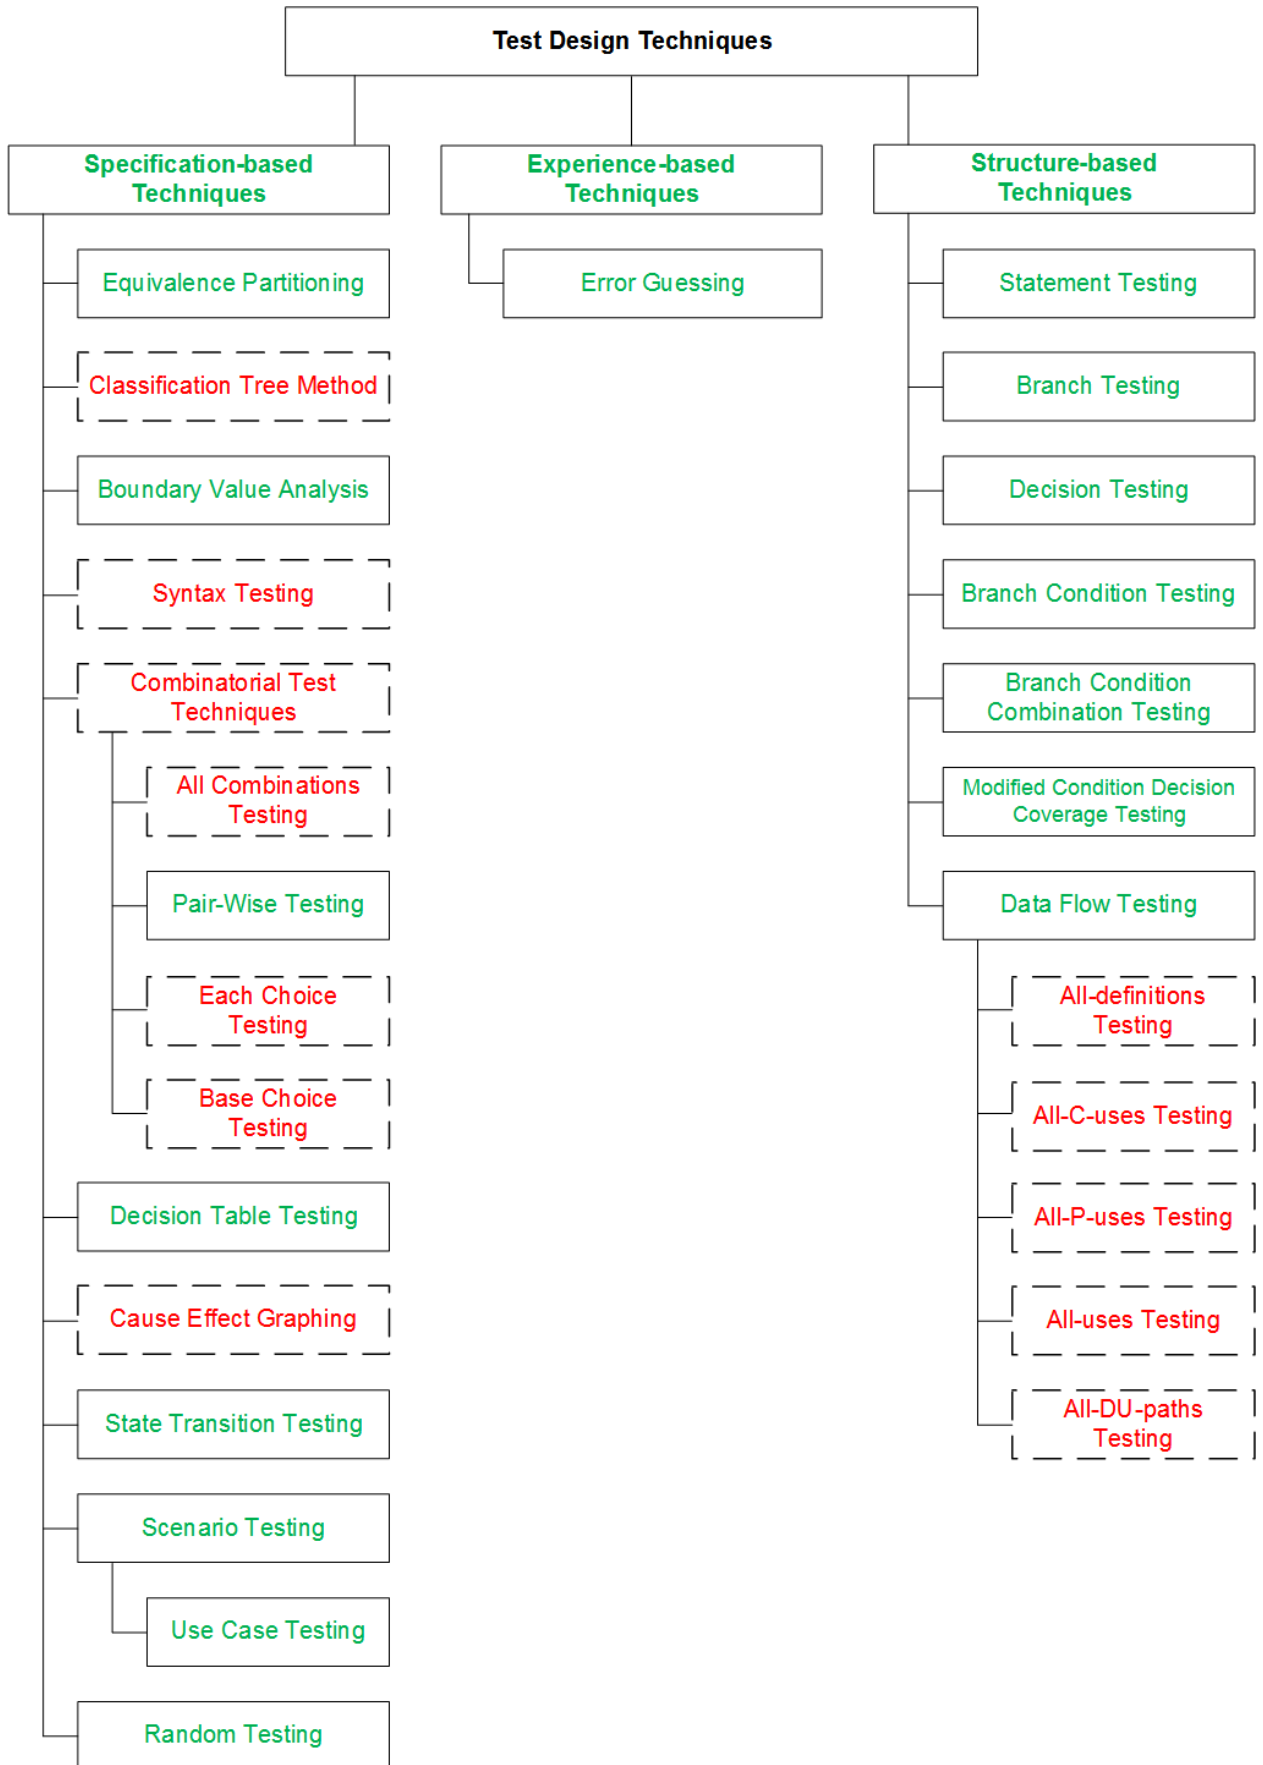 Test Design Techniques
Specification-based
Techniques
Equivalence Partitioning
Classification Tree Method
Boundary Value Analysis
Syntax Testing
Combinatorial Test
Techniques
All Combinations
Testing
Pair-Wise Testing
Each Choice
Testing
Base Choice
Testing
Decision Table Testing
Cause Effect Graphing
State Transition Testing
Scenario Testing
Use Case Testing
Random Testing
Experience-based
Techniques
Error Guessing
Structure-based
Techniques
Statement Testing
Branch Testing
Decision Testing
Branch Condition Testing
Branch Condition
Combination Testing
Modified Condition Decision
Coverage Testing
Data Flow Testing
All-definitions
Testing
All-C-uses Testing
All-P-uses Testing
All-uses Testing
All-DU-paths
Testing